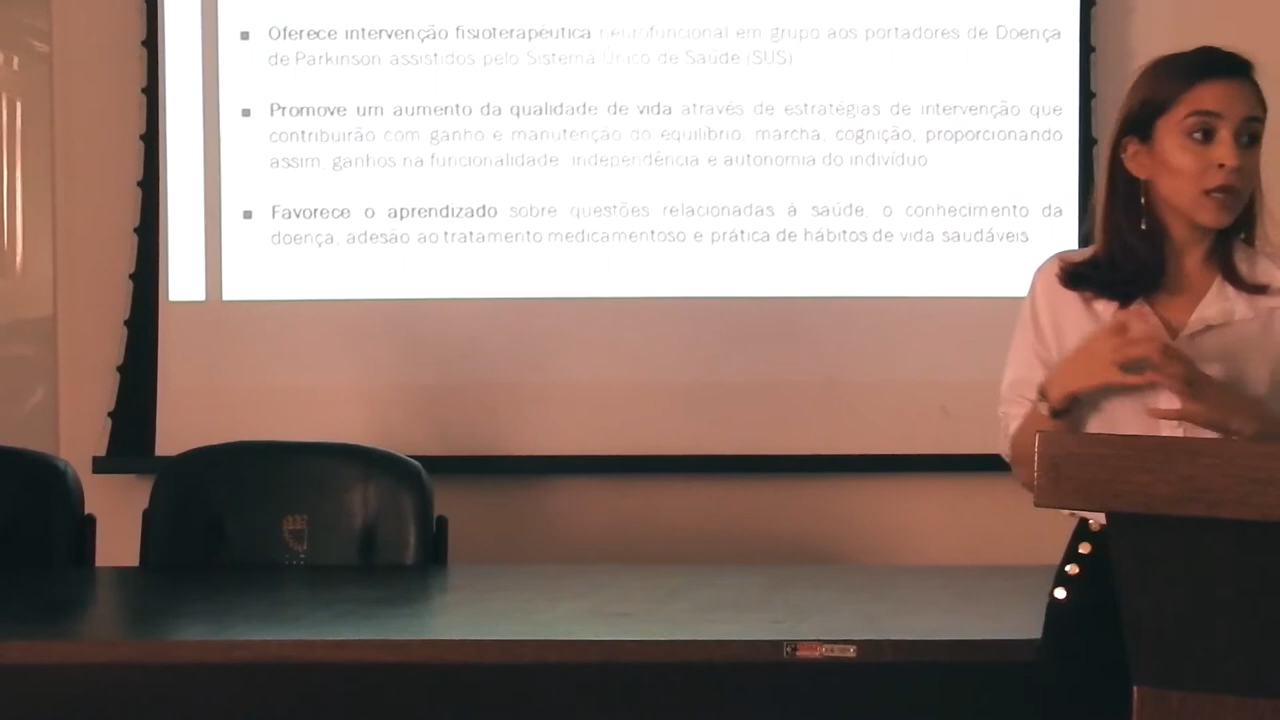 Oferece intervenção fisioterapêutica neurofuncional em grupo aos portadores de Doença
de Parkinson assistidos pelo Sistema Único de Saúde (SUS)
Promove um aumento da qualidade de vida através de estratégias de intervenção que
contribuirão com ganho e manutenção do equilíbrio, marcha, cognição, proporcionando
assim, ganhos na funcionalidade independência e autonomia do indivíduo
Favorece o aprendizado sobre questões relacionadas à saúde, o conhecimento da
doença, adesão ao tratamento medicamentoso e prática de hábitos de vida saudáveis